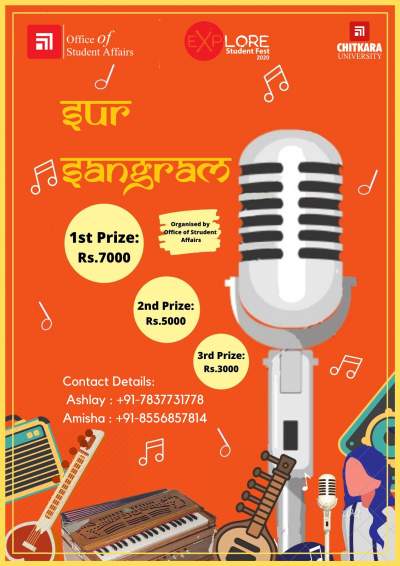 Office of
Student Affairs
EXPLORE
Student Fest
2020
CHITKARA
UNIVERSITY
Sur
Sangram
1st Prize:
Rs.7000
Organised by
Office of Strudent
Affairs
2nd Prize:
Rs.5000
3rd Prize:
Rs.3000
Contact Details:
Ashlay : +91-7837731778
Amisha : +91-8556857814